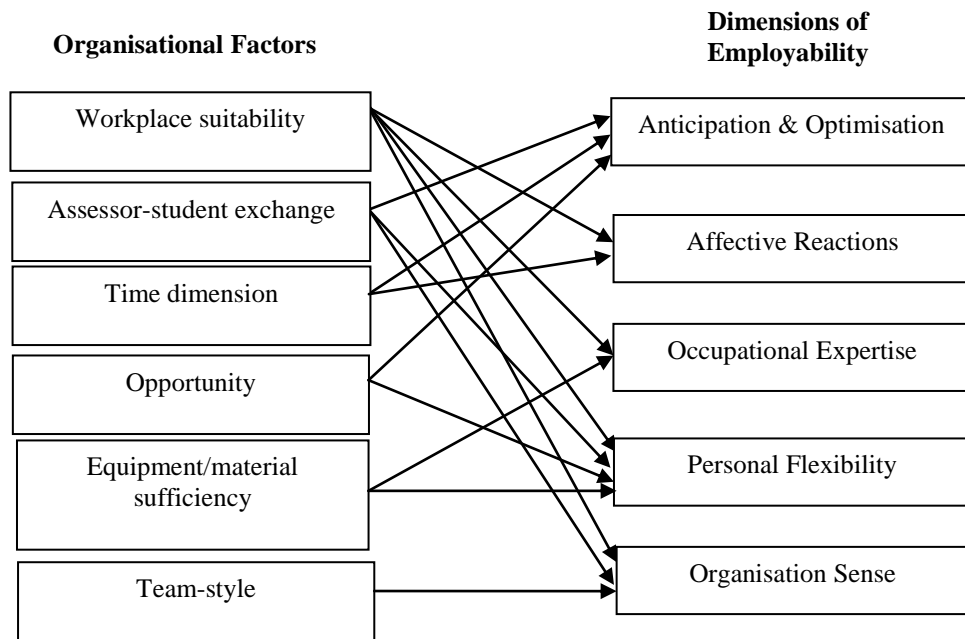 Organisational Factors
Dimensions of
Employability
Workplace suitability
Assessor-student exchange
Time dimension
Opportunity
Equipment/material
sufficiency
Team-style
Anticipation & Optimisation
Affective Reactions
Occupational Expertise
Personal Flexibility
Organisation Sense